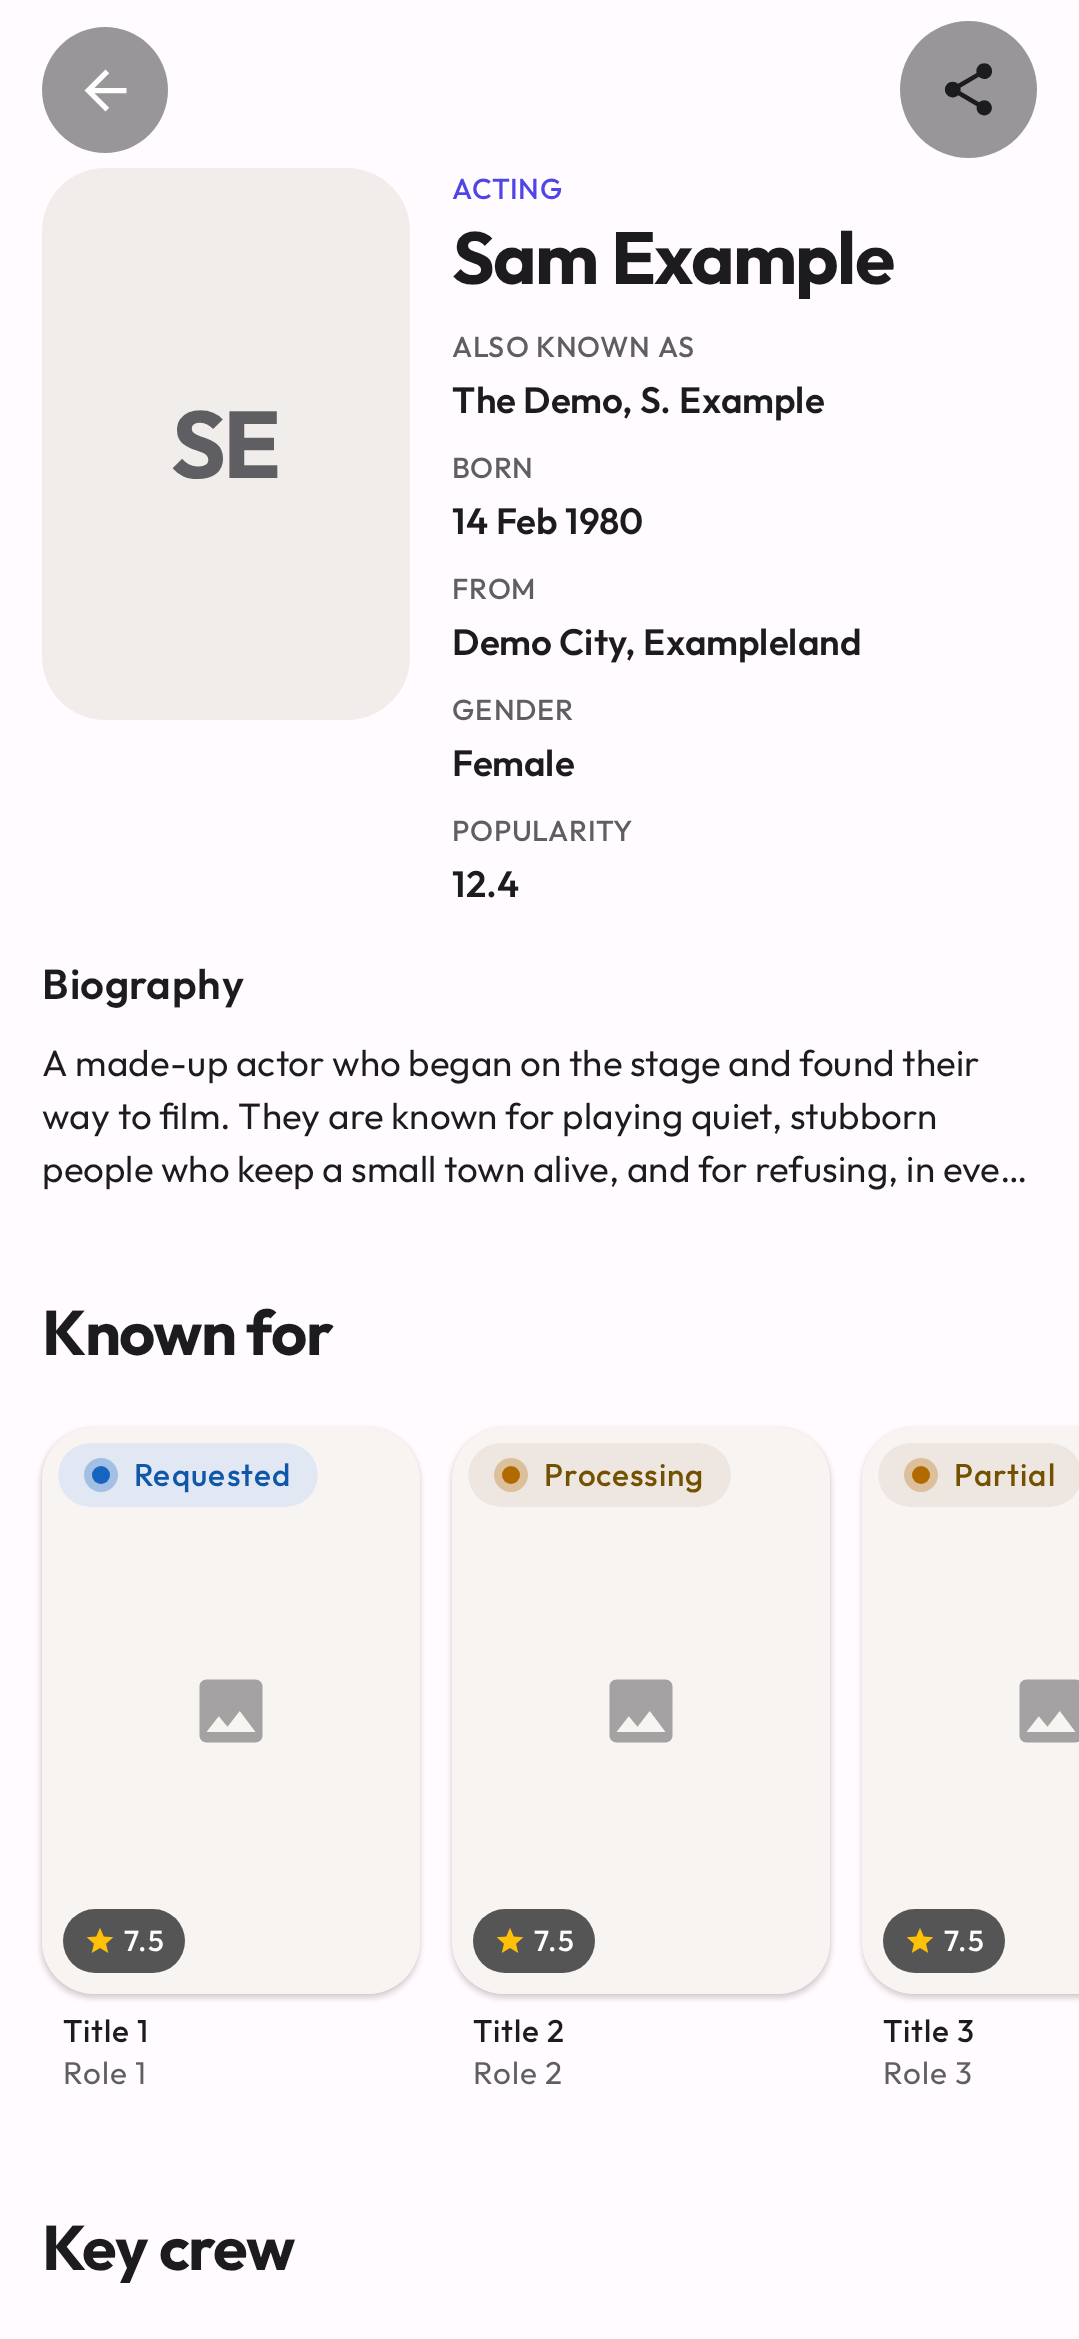 ACTING
Sam Example
SE
ALSO KNOWN AS
The Demo, S. Example
BORN
14 Feb 1980
FROM
Demo City, Exampleland
GENDER
Female
POPULARITY
12.4
Biography
A made-up actor who began on the stage and found their
way to film. They are known for playing quiet, stubborn
people who keep a small town alive, and for refusing, in eve...
Known for
Requested
Processing
Partial
7.5
7.5
7.5
Title 1
Role 1
Title 2
Role 2
Title 3
Role 3
Key crew